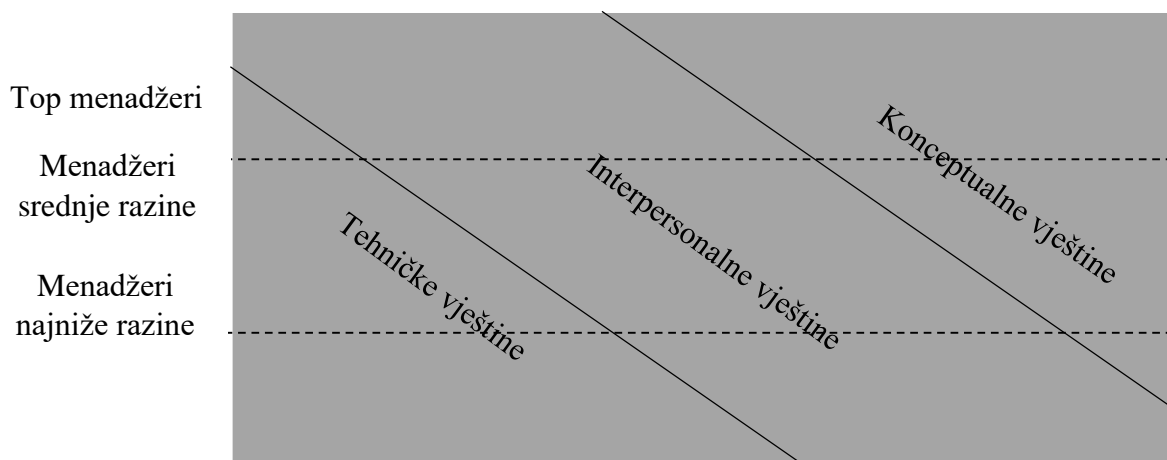 Top menadžeri
Menadžeri
srednje razine
Menadžeri
najniže razine
Tehničke vještine
Interpersonalne vještine
Konceptualne vještine